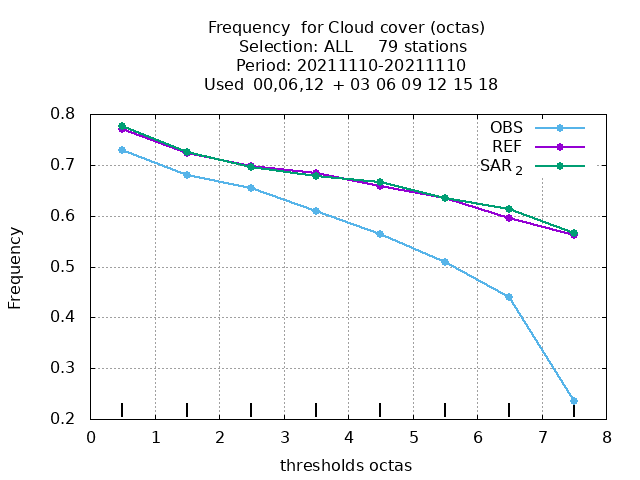 Frequency for Cloud cover (octas)
Selection: ALL 79 stations
Period: 20211110-20211110
Used 00,06,12 + 03 06 09 12 15 18
OBS
REF
SAR 2
0.8
0.7
0.6
0.5
0.4
0.3
0.2
Frequency
0 1 2 3 4 5 6 7 8
thresholds octas